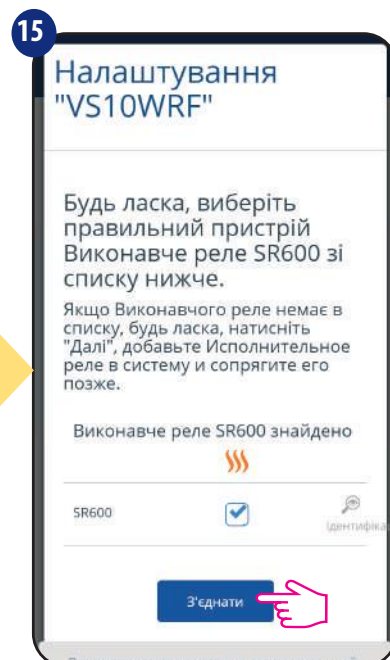 15
Налаштування
"VS10WRF"
Будь ласка, виберіть
правильний пристрій
Виконавче реле SR600 зі
списку нижче.
Якщо Виконавчого реле немає в
списку, будь ласка, натисніть
"Далі", добавьте Исполнительное
реле в систему и сопрягите его
позже.
Виконавче реле SR600 знайдено
SR600
Ідентифіка
З'єднати